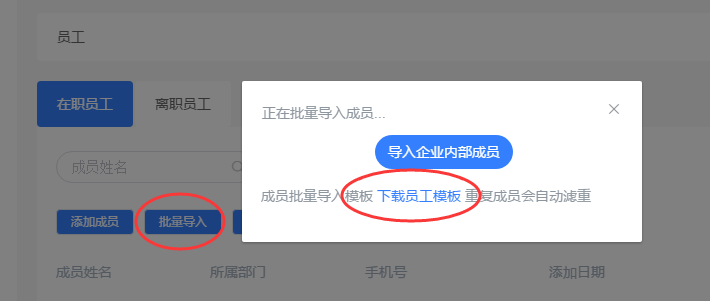 员工
在职员工 离职员工
正在批量导入成员...
导入企业内部成员
成员姓名
成员批量导入模板 下载员工模板 重复成员会自动滤重
添加成员 批量导入
成员姓名 所属部门 手机号 添加日期